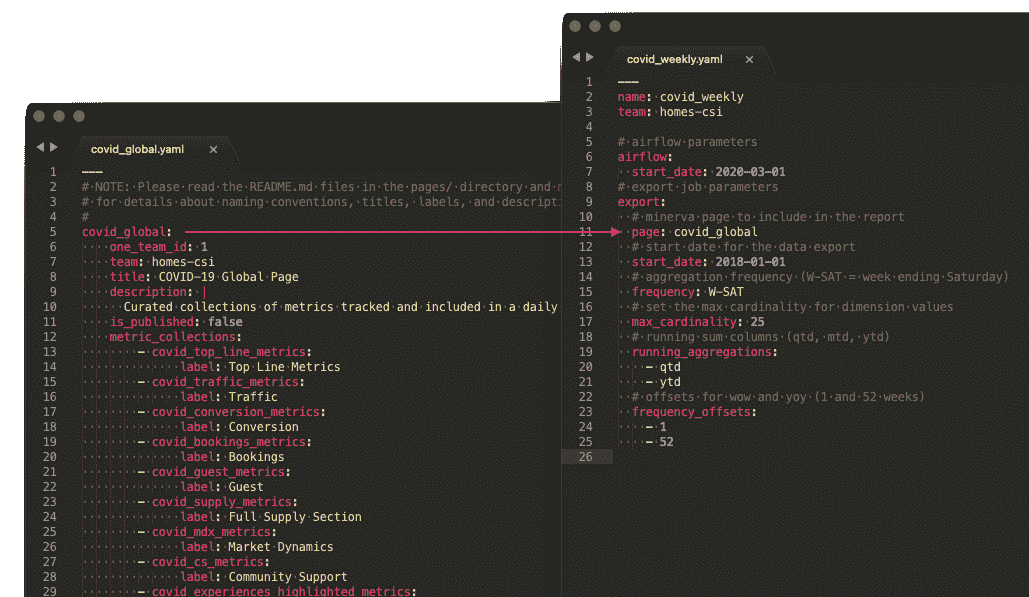 covid_global.yaml ×
1 ---
2 # NOTE: Please read the README.md files in the pages/ directory and
3 # for details about naming conventions, titles, labels, and descripti
4 #
5 covid_global:
6     one_team_id: 1
7     team: homes-csi
8     title: COVID-19 Global Page
9     description: |
10       Curated collections of metrics tracked and included in a daily
11     is_published: false
12     metric_collections:
13         - covid_top_line_metrics:
14               label: Top Line Metrics
15         - covid_traffic_metrics:
16               label: Traffic
17         - covid_conversion_metrics:
18               label: Conversion
19         - covid_bookings_metrics:
20               label: Bookings
21         - covid_guest_metrics:
22               label: Guest
23         - covid_supply_metrics:
24               label: Full Supply Section
25         - covid_mdx_metrics:
26               label: Market Dynamics
27         - covid_cs_metrics:
28               label: Community Support
29         - covid_experiences_highlighted_metrics:
covid_weekly.yaml ×
1 ---
2 name: covid_weekly
3 team: homes-csi
4
5 # airflow parameters
6 airflow:
7   start_date: 2020-03-01
8 # export job parameters
9 export:
10   # minerva page to include in the report
11   page: covid_global
12   # start date for the data export
13   start_date: 2018-01-01
14   # aggregation frequency (W-SAT = week ending Saturday)
15   frequency: W-SAT
16   # set the max cardinality for dimension values
17   max_cardinality: 25
18   # running sum columns (qtd, mtd, ytd)
19   running_aggregations:
20     - qtd
21     - ytd
22   # offsets for wow and yoy (1 and 52 weeks)
23   frequency_offsets:
24     - 1
25     - 52
26